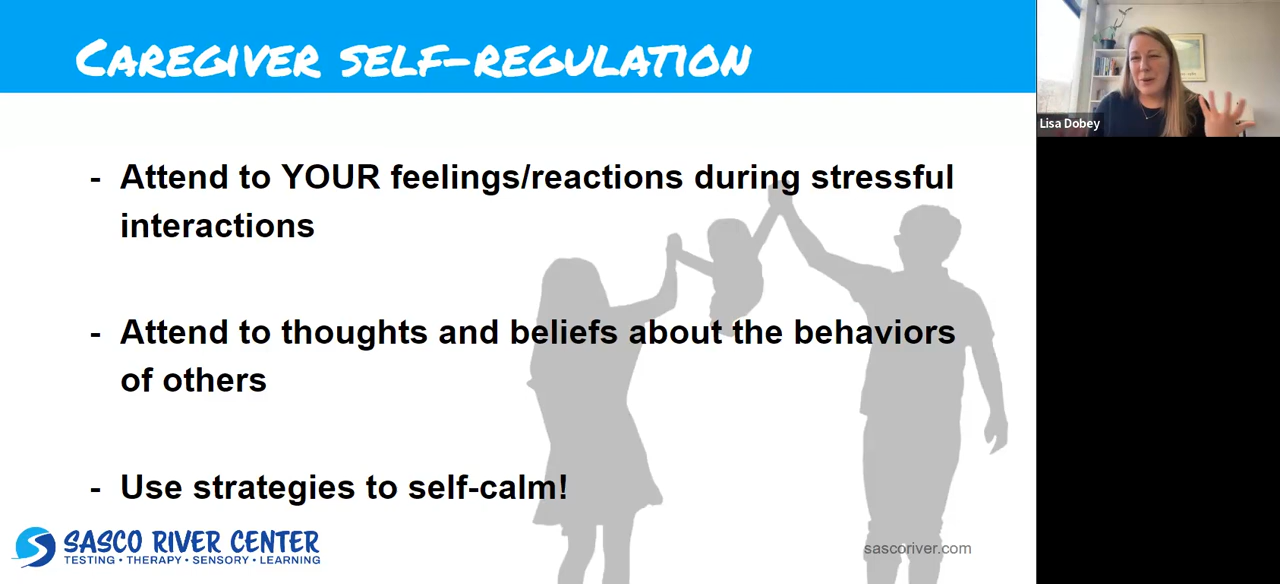 CAREGIVER SELF-REGULATION
Lisa Dobey
- Attend to YOUR feelings/reactions during stressful
interactions
- Attend to thoughts and beliefs about the behaviors
of others
- Use strategies to self-calm!
SASCO RIVER CENTER
TESTING • THERAPY • SENSORY • LEARNING
sascoriver.com